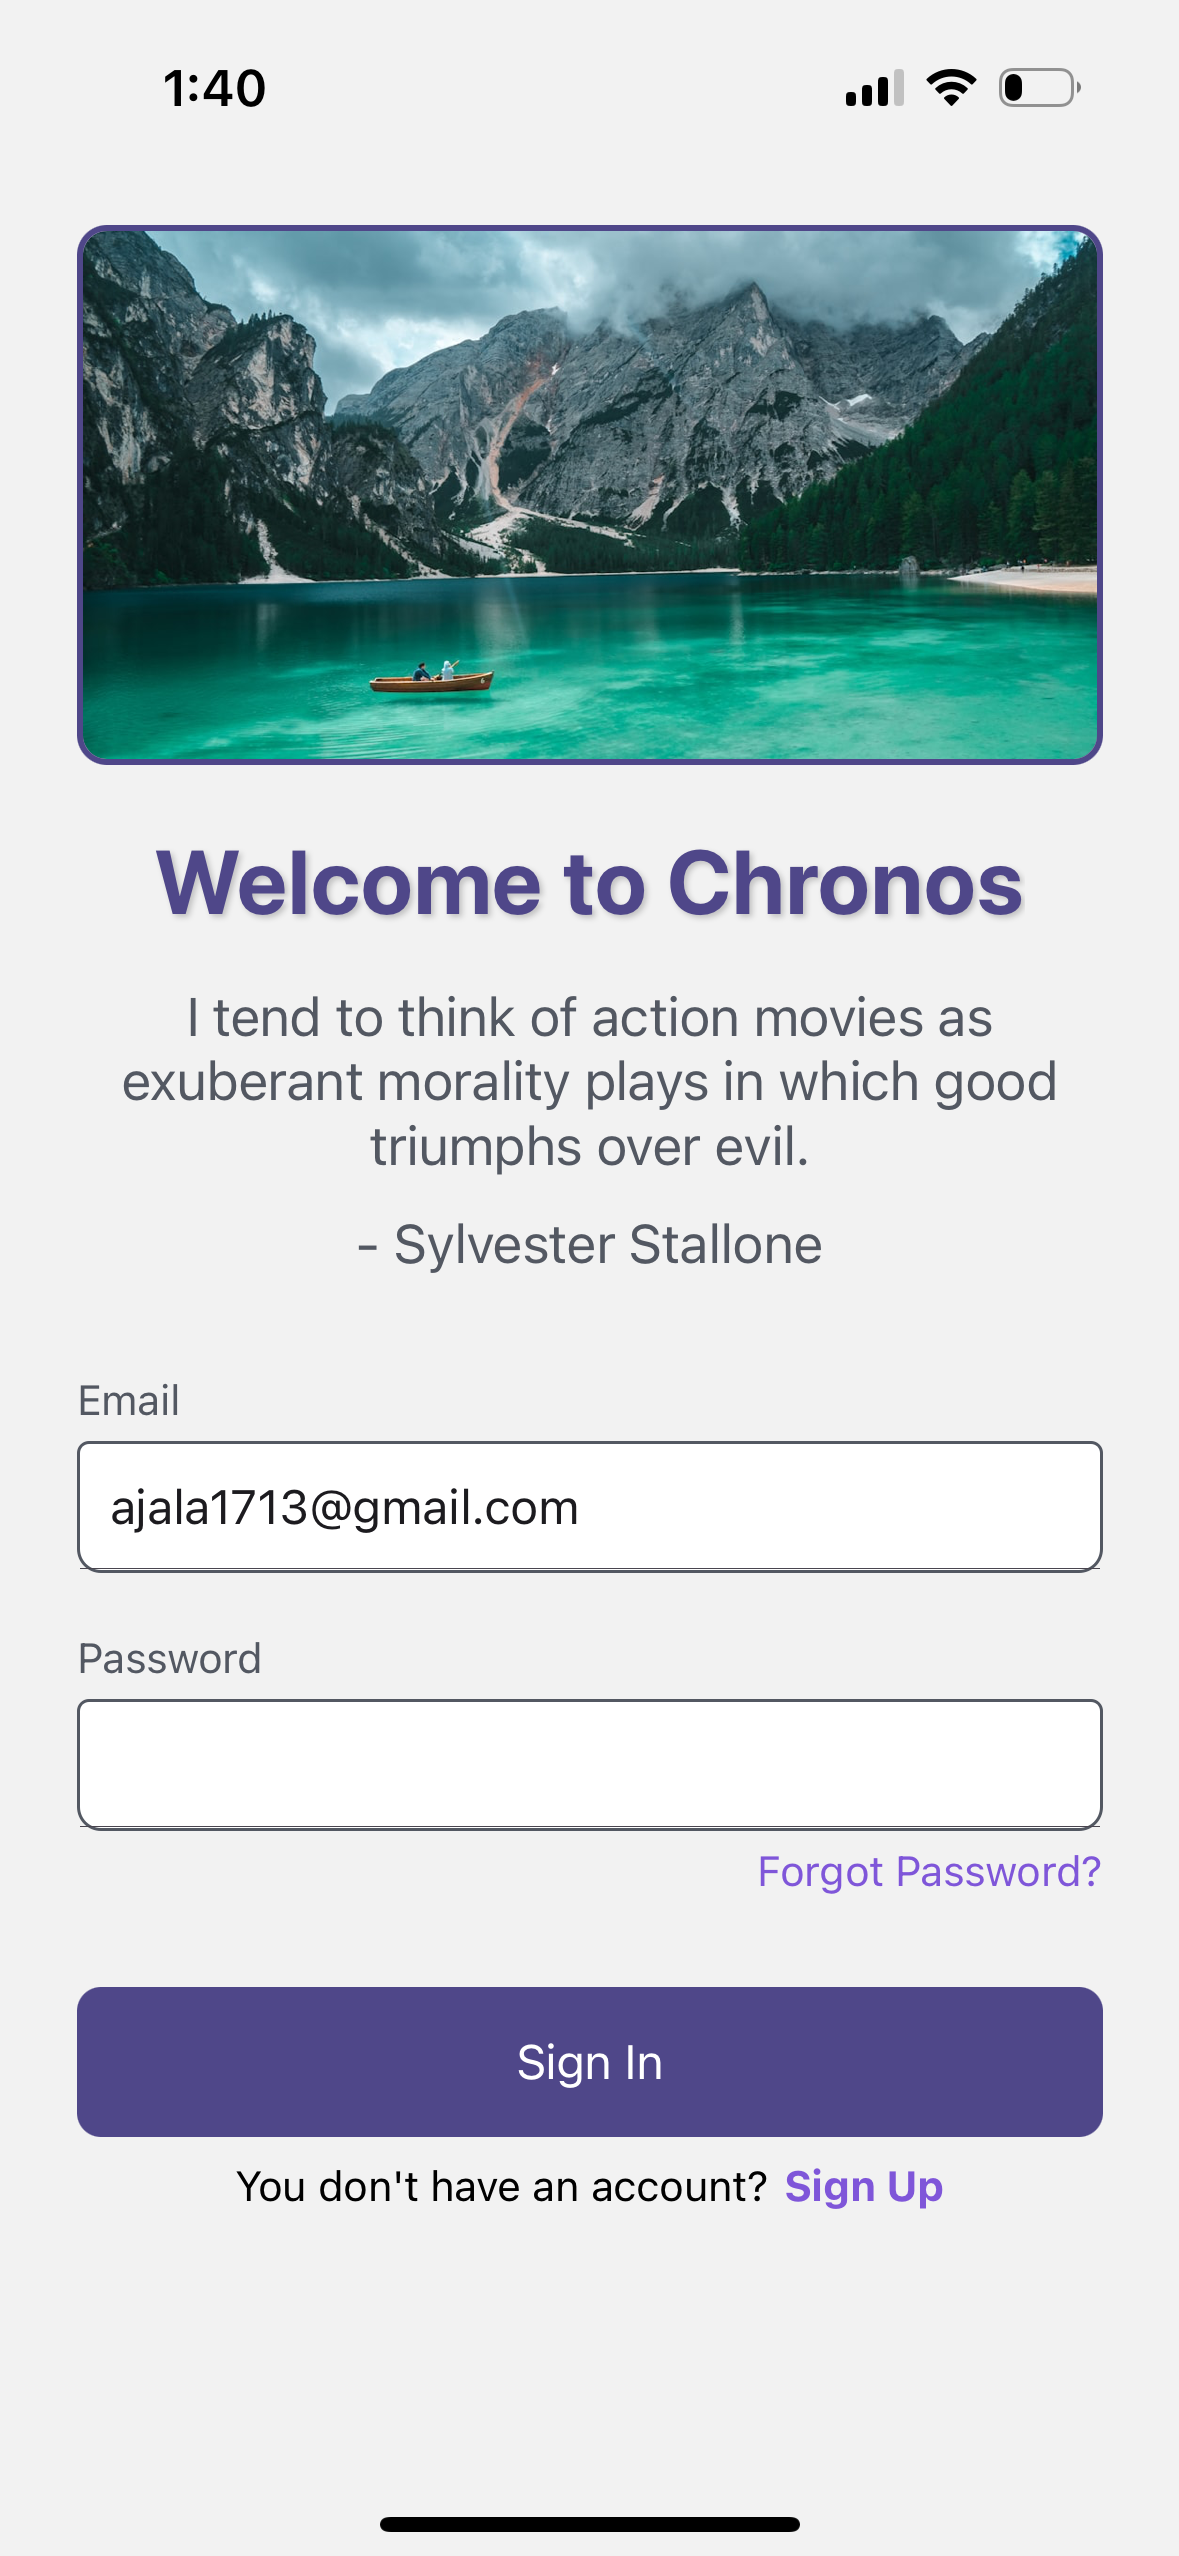 1:40
Welcome to Chronos
I tend to think of action movies as
exuberant morality plays in which good
triumphs over evil.
- Sylvester Stallone
Email
ajala1713@gmail.com
Password
Forgot Password?
Sign In
You don't have an account? Sign Up